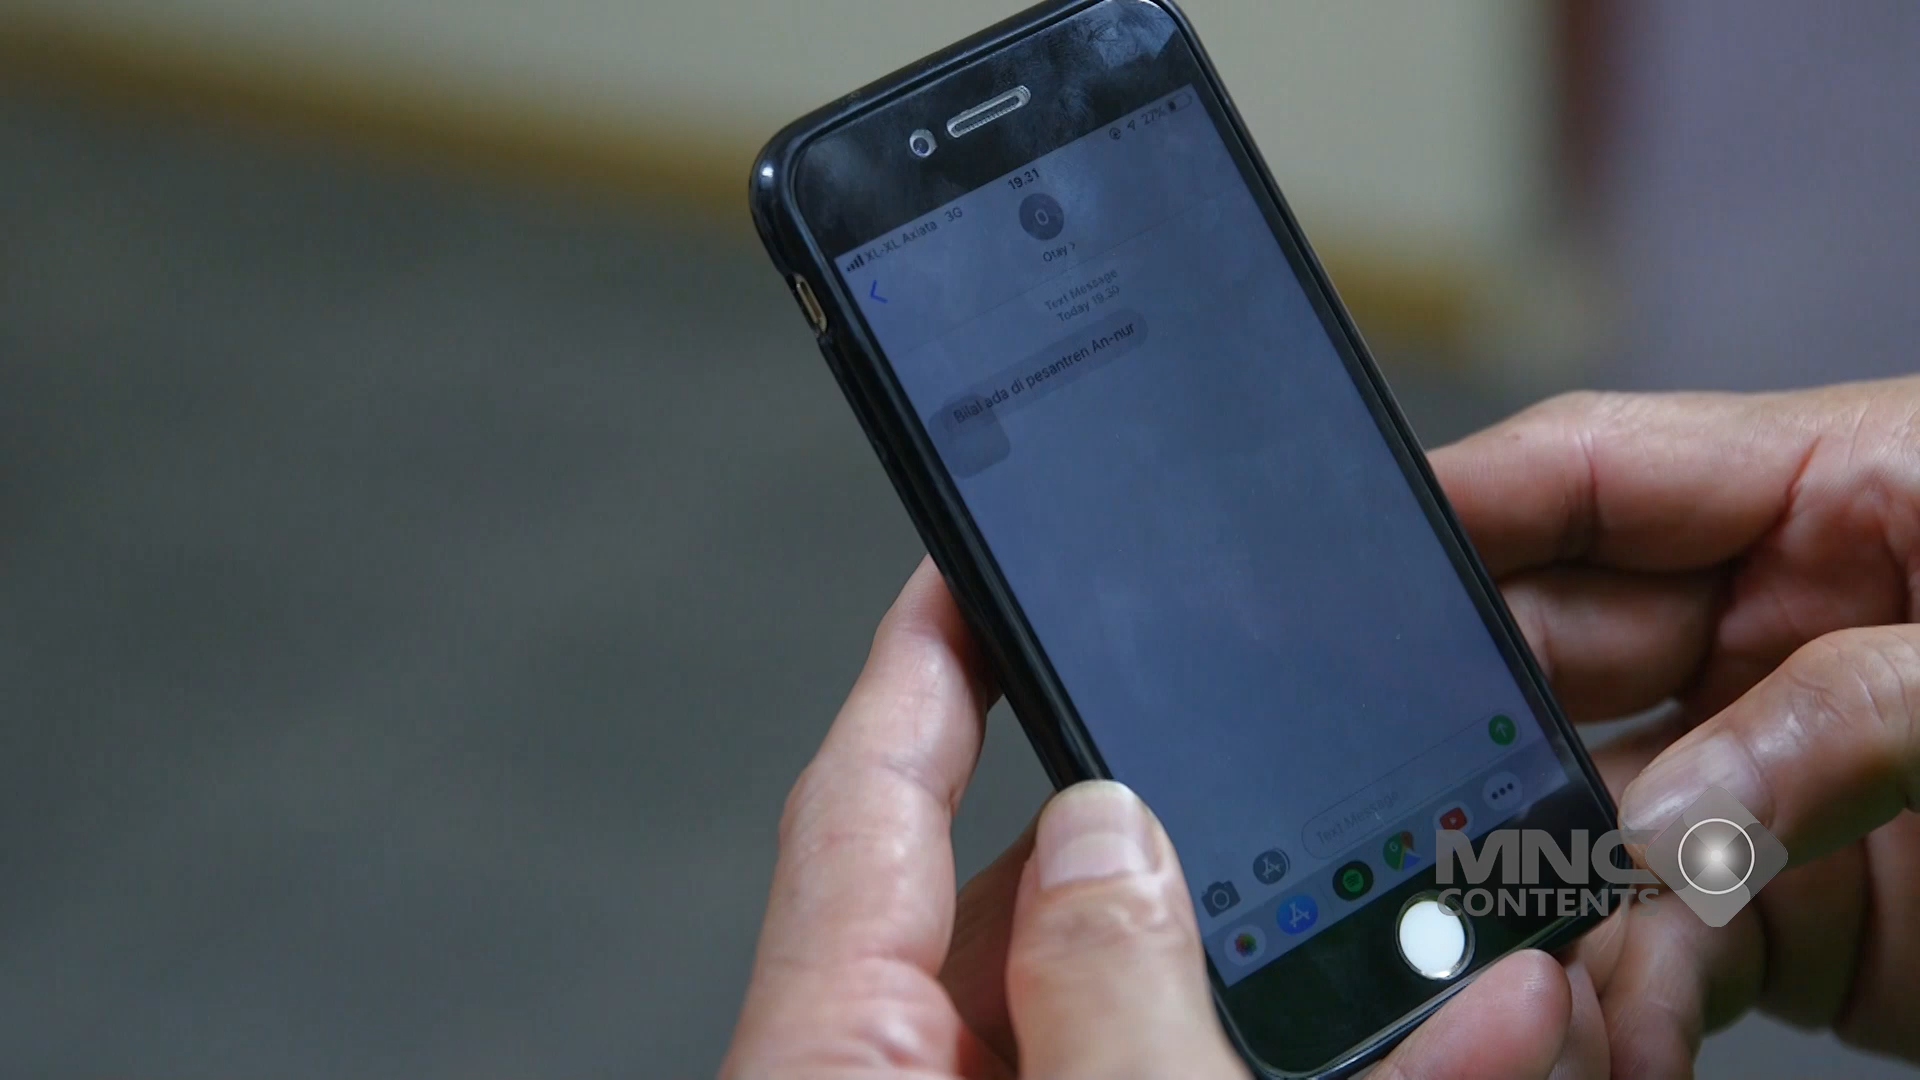 XL-XL Axiata 3G
19.31
27%
O
Otay >
Text Message
Today 19.30
Bilal ada di pesantren An-nur
Text Message
MNC
CONTENTS